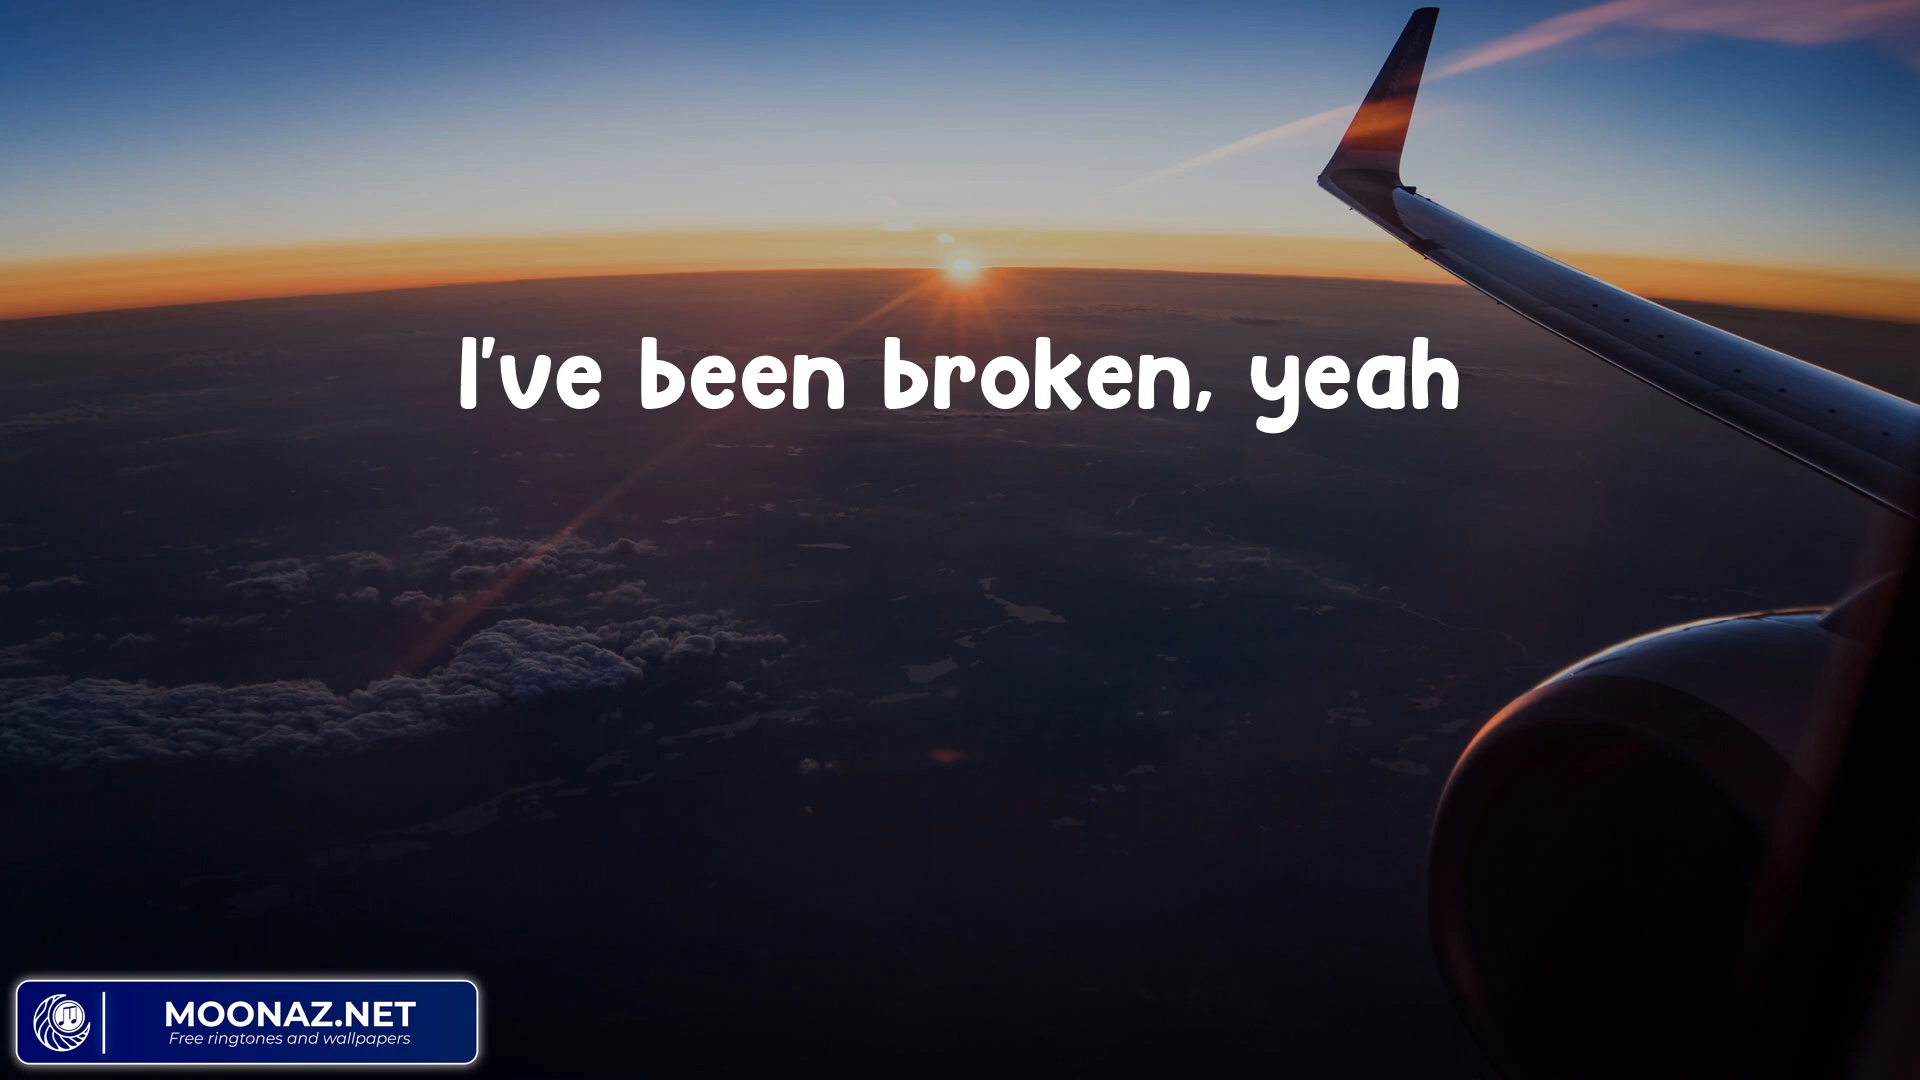 I've been broken, yeah
MOONAZ.NET
Free ringtones and wallpapers